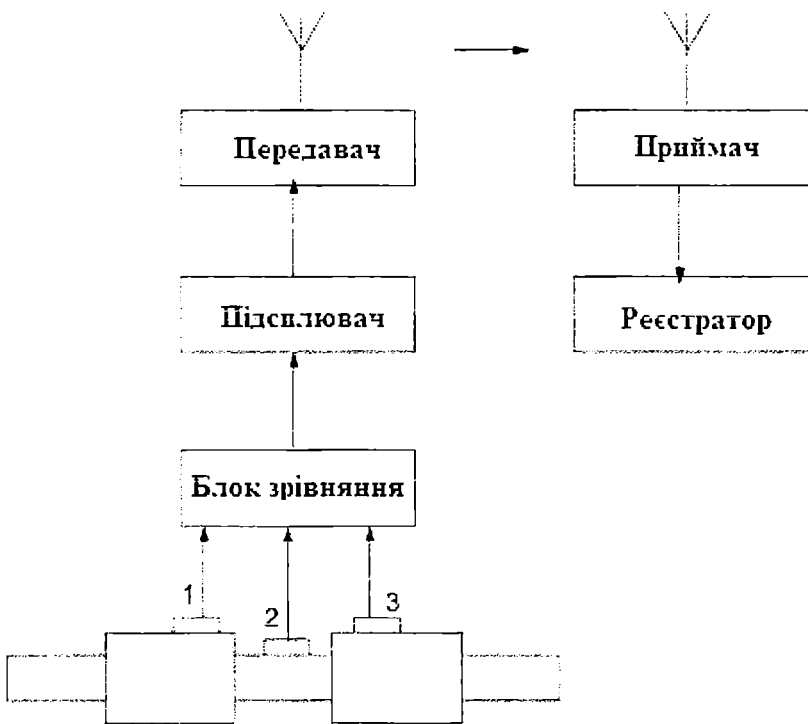 Передавач
Приймач
Підсилювач
Реєстратор
Блок зрівняння
1
2
3